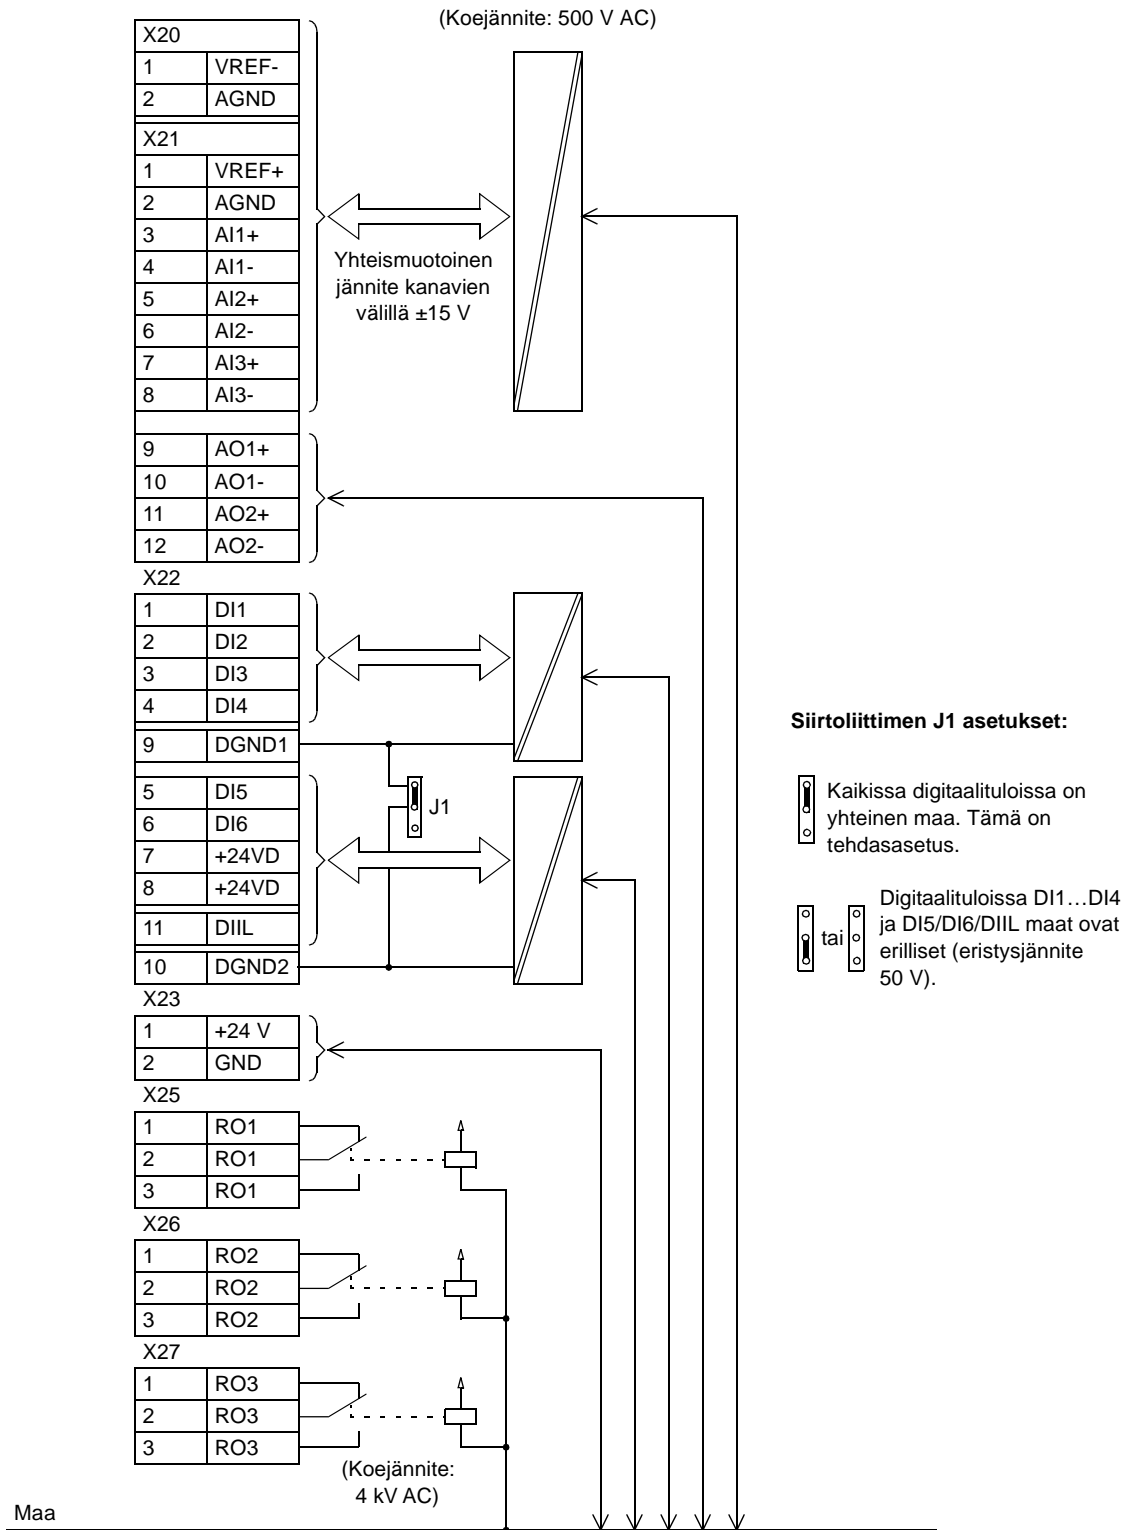 (Koejännite: 500 V AC)
X20
1 VREF-
2 AGND
X21
1 VREF+
2 AGND
3 AI1+
4 AI1-
5 AI2+
6 AI2-
7 AI3+
8 AI3-
Yhteismuotoinen
jännite kanavien
välillä ±15 V
9 AO1+
10 AO1-
11 AO2+
12 AO2-
X22
1 DI1
2 DI2
3 DI3
4 DI4
9 DGND1
5 DI5
6 DI6
7 +24VD
8 +24VD
11 DIIL
10 DGND2
J1
X23
1 +24 V
2 GND
X25
1 RO1
2 RO1
3 RO1
X26
1 RO2
2 RO2
3 RO2
X27
1 RO3
2 RO3
3 RO3
(Koejännite:
4 kV AC)
Maa
Siirtoliittimen J1 asetukset:
Kaikissa digitaalituloissa on
yhteinen maa. Tämä on
tehdasasetus.
tai
Digitaalituloissa DI1…DI4
ja DI5/DI6/DIIL maat ovat
erilliset (eristysjännite
50 V).